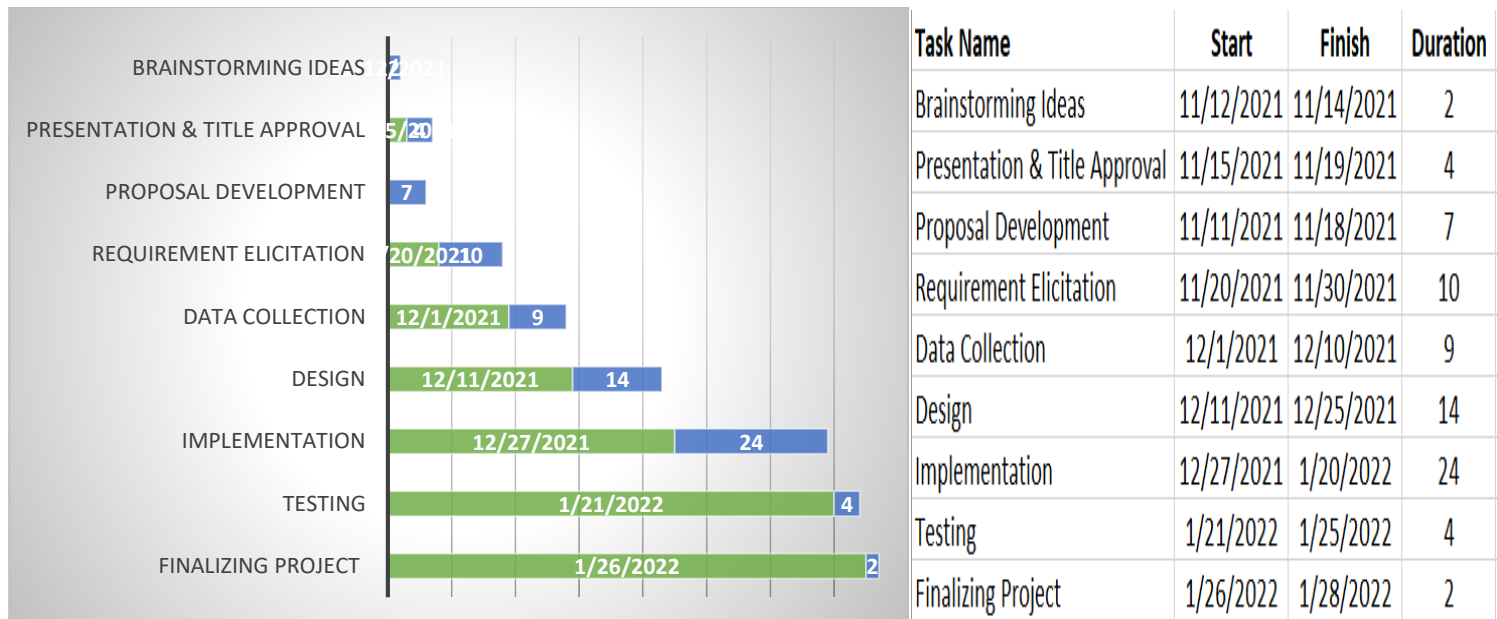 BRAINSTORMING IDEAS 2
PRESENTATION & TITLE APPROVAL 4
PROPOSAL DEVELOPMENT 7
REQUIREMENT ELICITATION /20/2021 10
DATA COLLECTION 12/1/2021 9
DESIGN 12/11/2021 14
IMPLEMENTATION 12/27/2021 24
TESTING 1/21/2022 4
FINALIZING PROJECT 1/26/2022 2
Task Name Start Finish Duration
Brainstorming Ideas 11/12/2021 11/14/2021 2
Presentation & Title Approval 11/15/2021 11/19/2021 4
Proposal Development 11/11/2021 11/18/2021 7
Requirement Elicitation 11/20/2021 11/30/2021 10
Data Collection 12/1/2021 12/10/2021 9
Design 12/11/2021 12/25/2021 14
Implementation 12/27/2021 1/20/2022 24
Testing 1/21/2022 1/25/2022 4
Finalizing Project 1/26/2022 1/28/2022 2